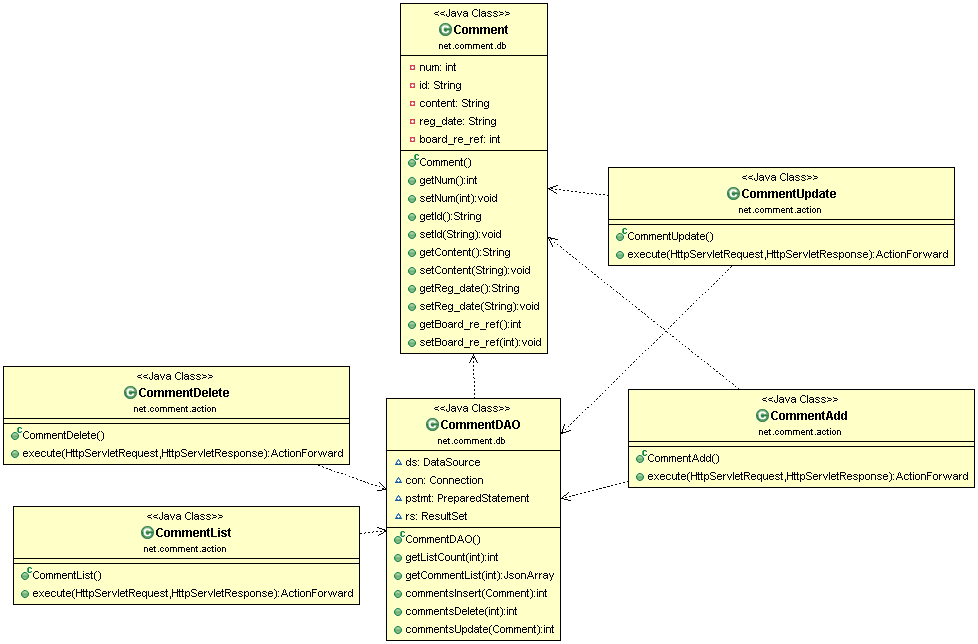 <<Java Class>>
Comment
net.comment.db
num: int
id: String
content: String
reg_date: String
board_re_ref: int
Comment()
getNum():int
setNum(int):void
getId():String
setId(String):void
getContent():String
setContent(String):void
getReg_date():String
setReg_date(String):void
getBoard_re_ref():int
setBoard_re_ref(int):void
<<Java Class>>
CommentUpdate
net.comment.action
CommentUpdate()
execute(HttpServletRequest,HttpServletResponse):ActionForward
<<Java Class>>
CommentDelete
net.comment.action
CommentDelete()
execute(HttpServletRequest,HttpServletResponse):ActionForward
<<Java Class>>
CommentDAO
net.comment.db
ds: DataSource
con: Connection
pstmt: PreparedStatement
rs: ResultSet
CommentDAO()
getListCount(int):int
getCommentList(int):JsonArray
commentsInsert(Comment):int
commentsDelete(int):int
commentsUpdate(Comment):int
<<Java Class>>
CommentAdd
net.comment.action
CommentAdd()
execute(HttpServletRequest,HttpServletResponse):ActionForward
<<Java Class>>
CommentList
net.comment.action
CommentList()
execute(HttpServletRequest,HttpServletResponse):ActionForward